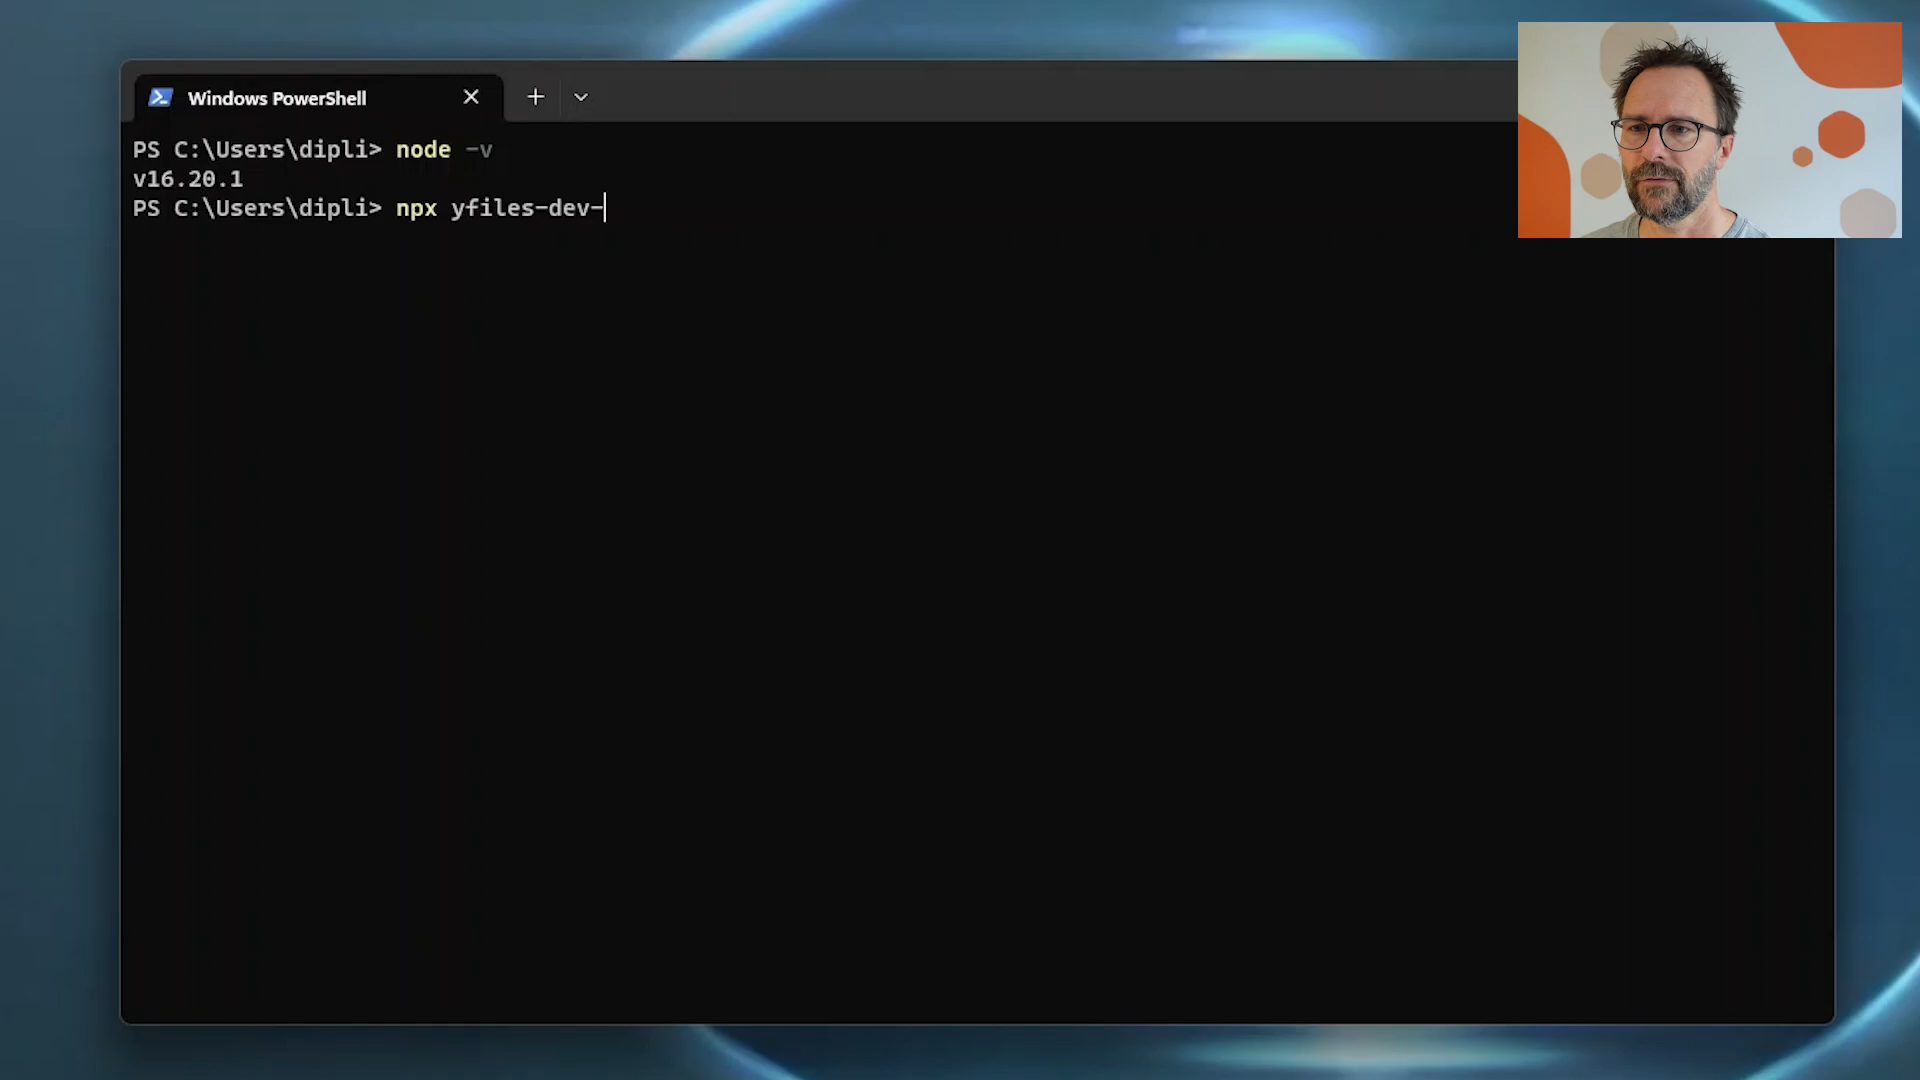 Windows PowerShell
PS C:\Users\dipli> node -v
v16.20.1
PS C:\Users\dipli> npx yfiles-dev-